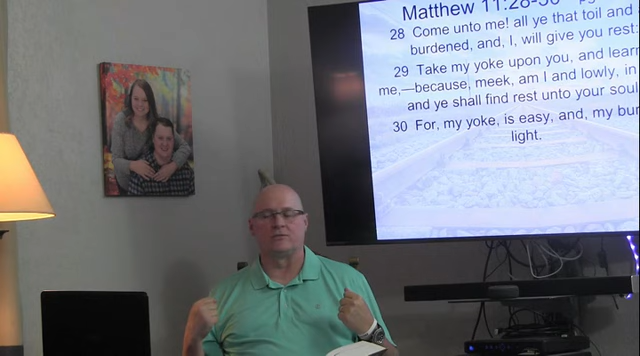 Matthew 11:28-30
28 Come unto me! all ye that toil and
burdened, and, I, will give you rest:
29 Take my yoke upon you, and learn
me,—because, meek, am I and lowly, in
and ye shall find rest unto your soul
30 For, my yoke, is easy, and, my bur
light.